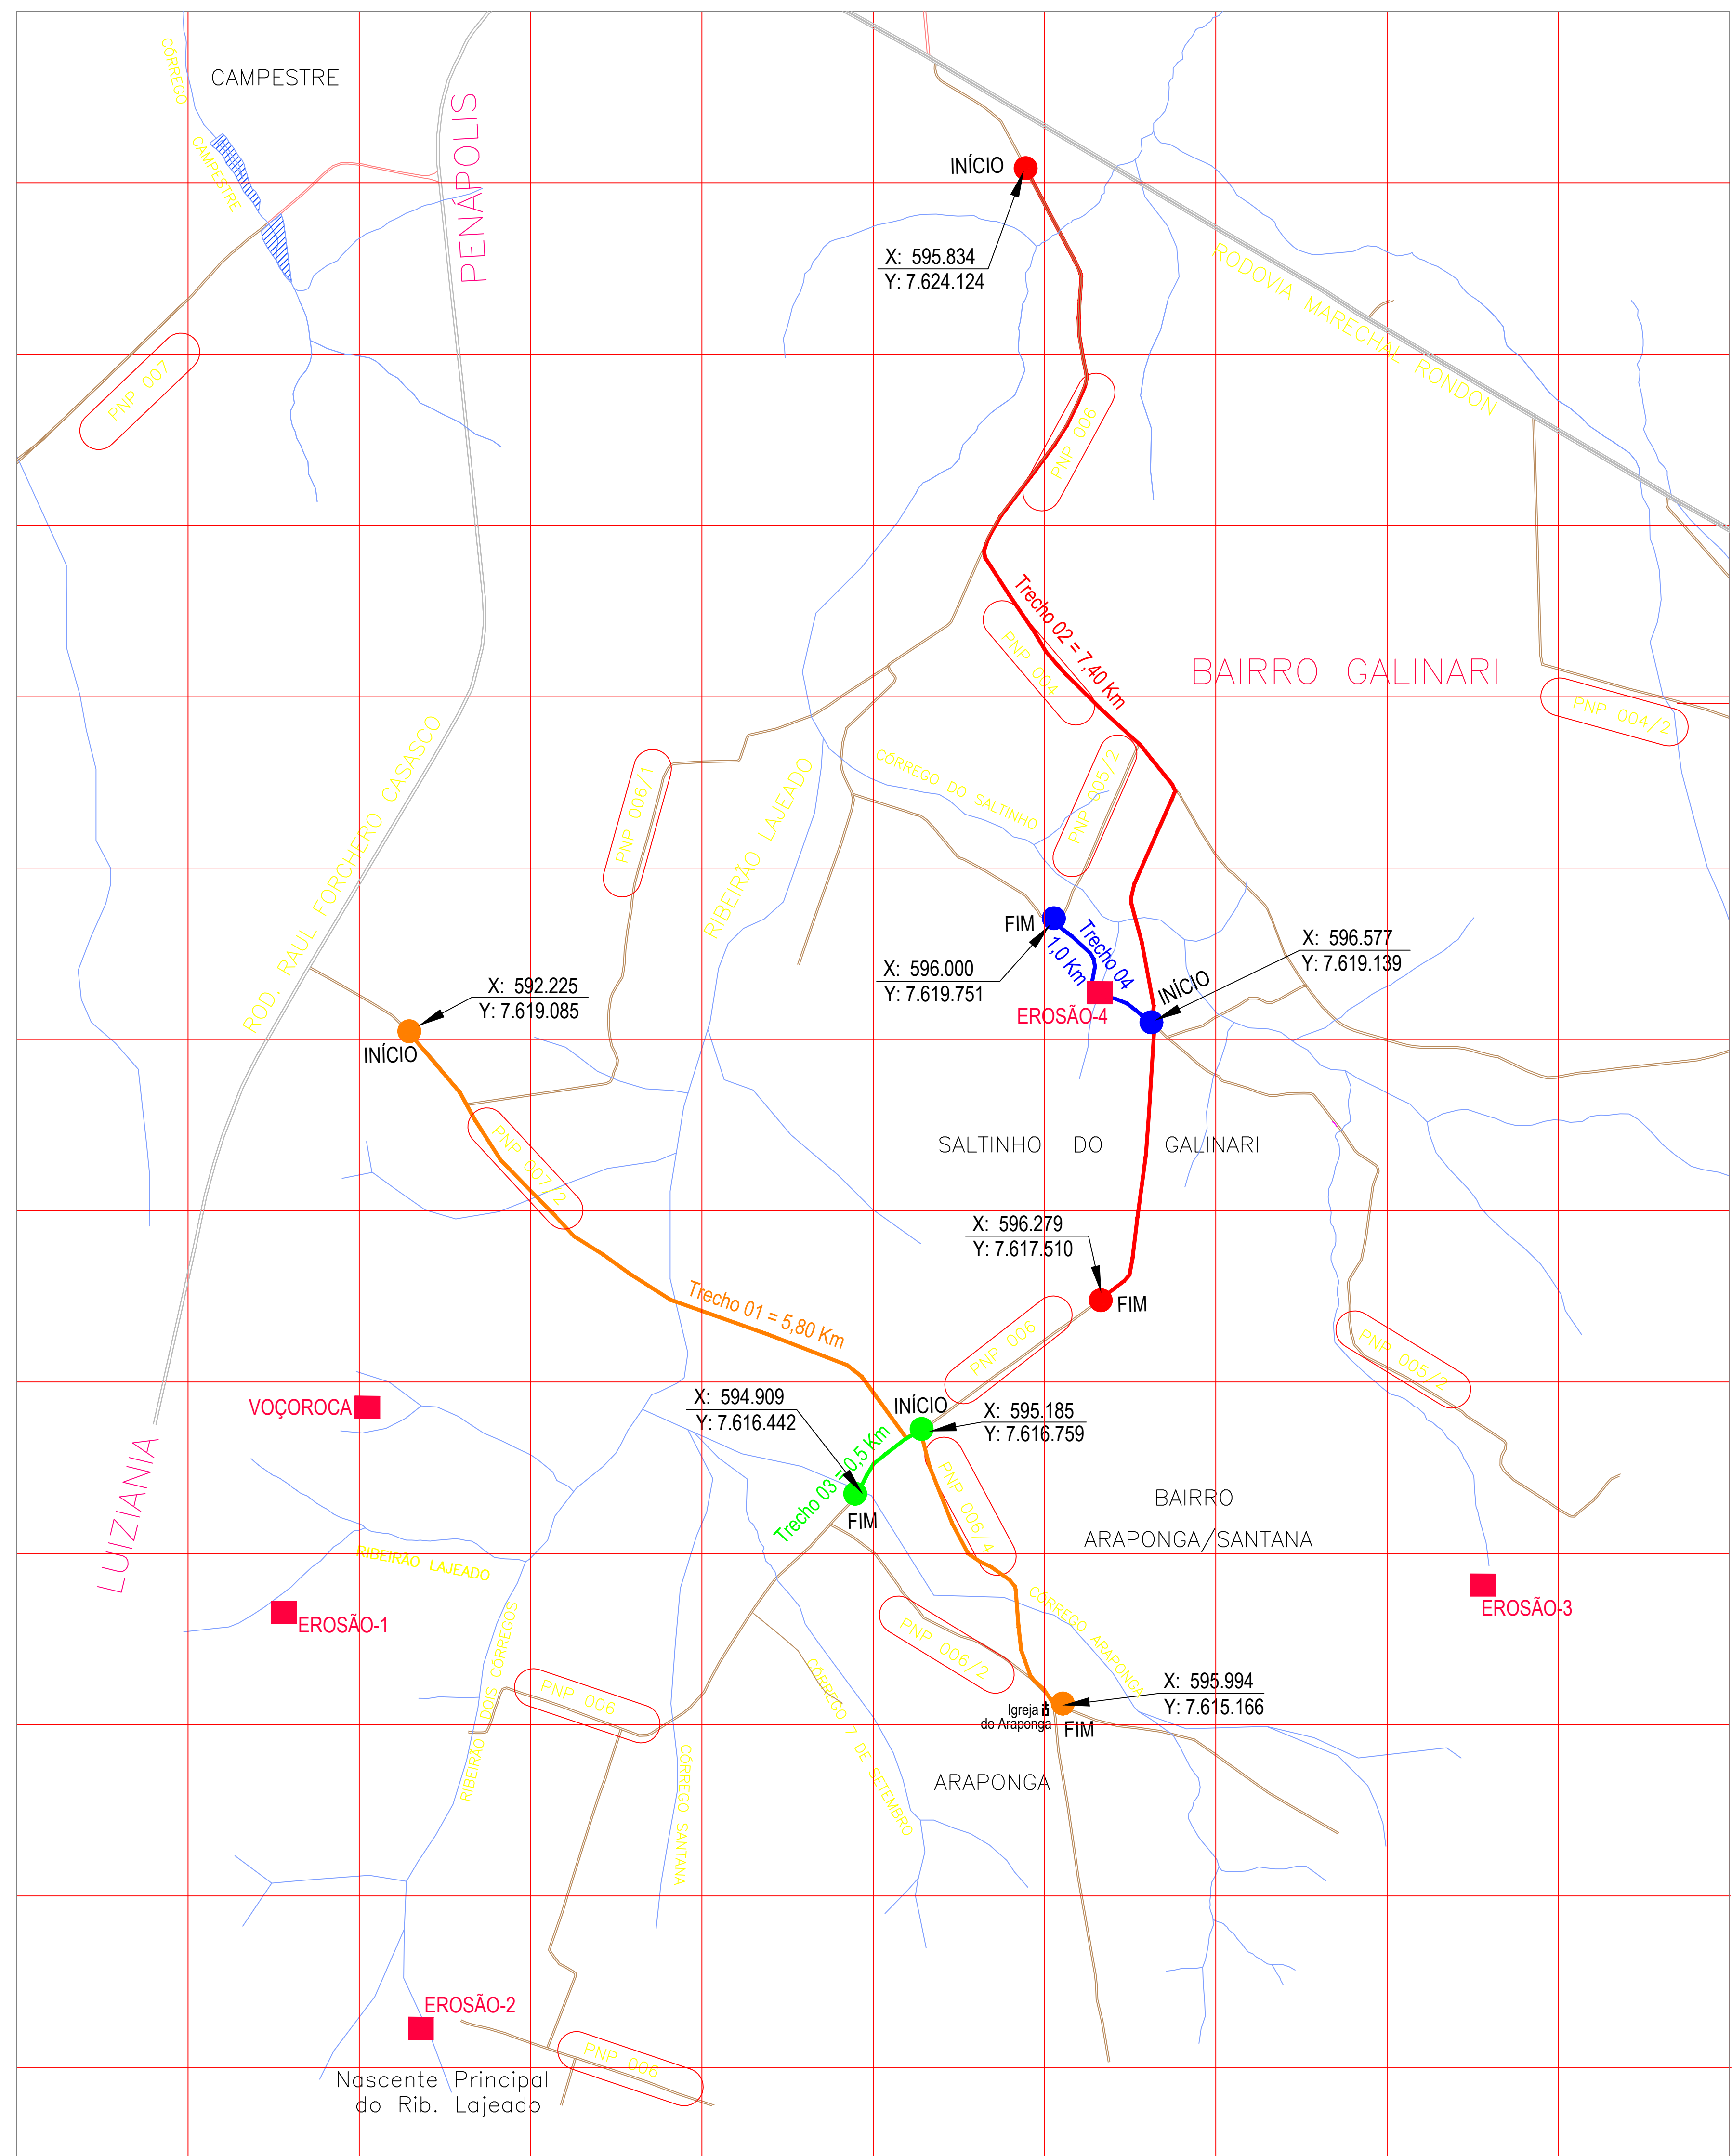 CÓRREGO
CAMPESTRE
CAMPESTRE
PENÁPOLIS
INÍCIO
X: 595.834
Y: 7.624.124
RODOVIA MARECHAL RONDON
PNP 007
PNP 006
Trecho 02 = 7,40 Km
PNP 004
BAIRRO GALINARI
PNP 004/2
ROD. RAUL FORCHERO CASASCO
PNP 006/1
RIBEIRÃO LAJEADO
CÓRREGO DO SALTINHO
PNP 005/2
FIM
Trecho 04
1,0 Km
X: 596.000
Y: 7.619.751
EROSÃO-4
INÍCIO
X: 596.577
Y: 7.619.139
X: 592.225
Y: 7.619.085
INÍCIO
PNP 007/2
SALTINHO DO GALINARI
X: 596.279
Y: 7.617.510
FIM
Trecho 01 = 5,80 Km
PNP 006
PNP 005/2
VOÇOROCA
X: 594.909
Y: 7.616.442
INÍCIO
X: 595.185
Y: 7.616.759
Trecho 03 = 0,5 Km
FIM
PNP 006/4
LUIZIANIA
BAIRRO
ARAPONGA/SANTANA
RIBEIRÃO LAJEADO
EROSÃO-1
EROSÃO-3
RIBEIRÃO DOIS CÓRREGOS
PNP 006/2
CÓRREGO ARAPONGA
PNP 006
CÓRREGO 7 DE SETEMBRO
X: 595.994
Y: 7.615.166
Igreja
do Araponga
FIM
CÓRREGO SANTANA
ARAPONGA
EROSÃO-2
PNP 006
Nascente Principal
do Rib. Lajeado